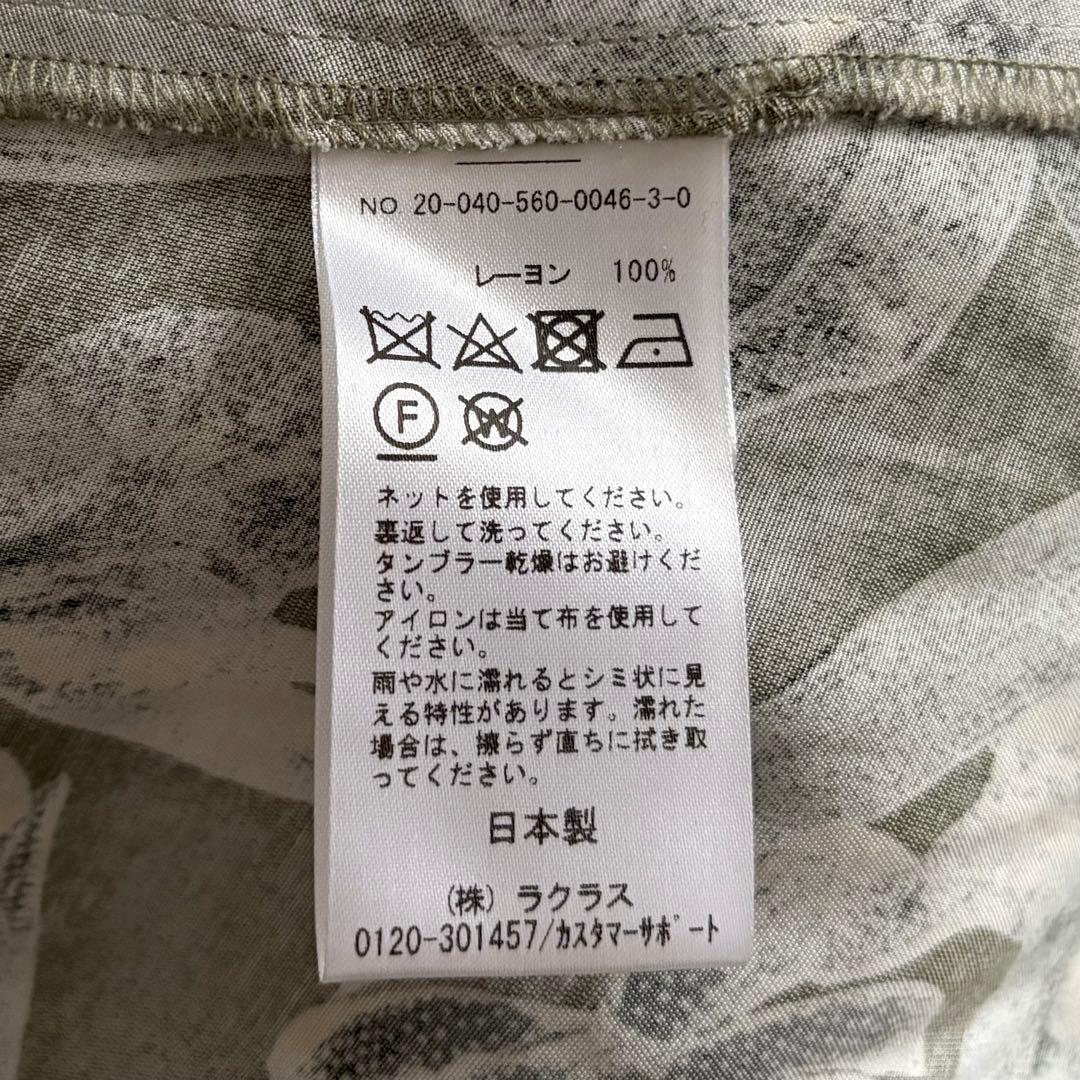 NO 20-040-560-0046-3-0
レーヨン 100%
F W
ネットを使用してください。
裏返して洗ってください。
タンブラー乾燥はお避けくだ
さい。
アイロンは当て布を使用して
ください。
雨や水に濡れるとシミ状に見
える特性があります。濡れた
場合は、擦らず直ちに拭き取
ってください。
日本製
(株) ラクラス
0120-301457/カスタマーサポート